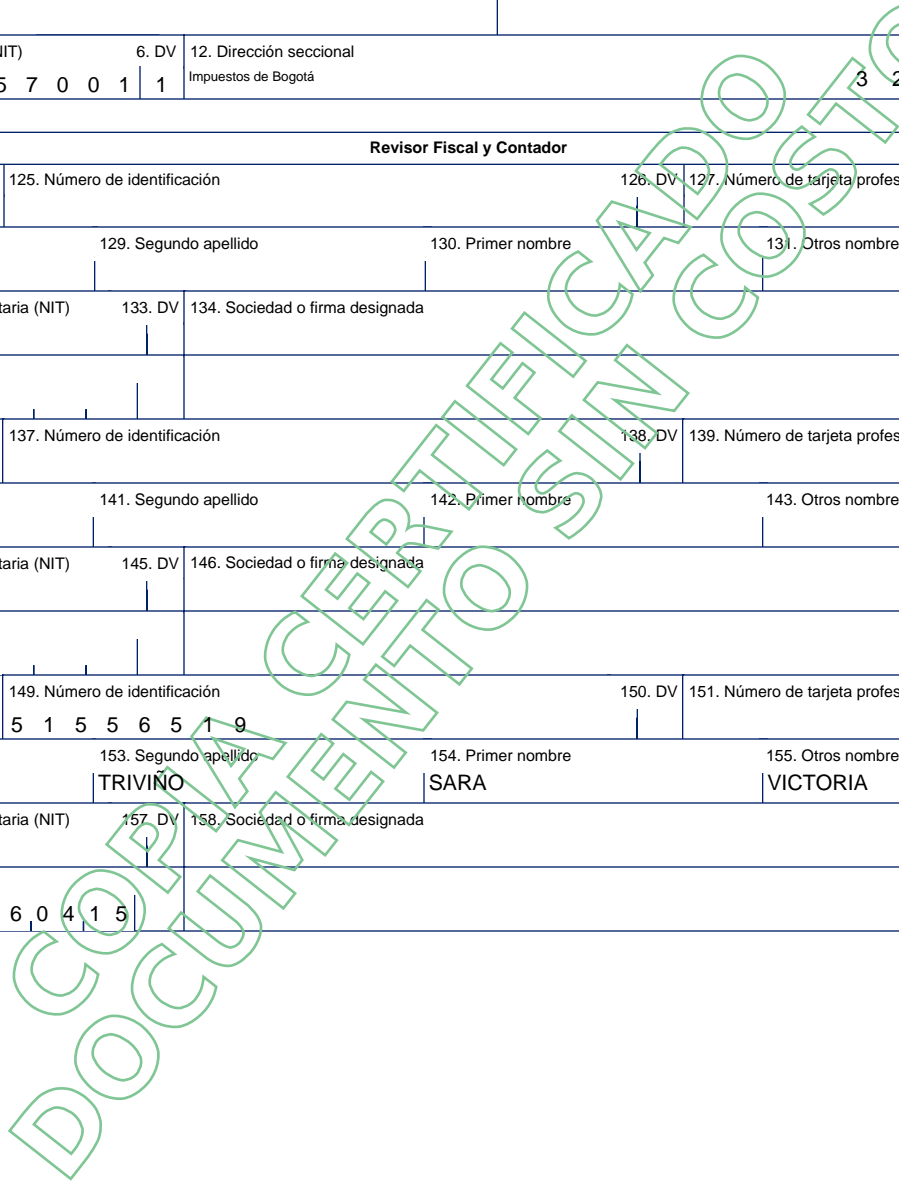 NIT) 6. DV 12. Dirección seccional
5 7 0 0 1 1 Impuestos de Bogotá 3 2
Revisor Fiscal y Contador
125. Número de identificación 126. DV 127. Número de tarjeta profes
129. Segundo apellido 130. Primer nombre 131. Otros nombre
taria (NIT) 133. DV 134. Sociedad o firma designada
137. Número de identificación 138. DV 139. Número de tarjeta profes
141. Segundo apellido 142. Primer nombre 143. Otros nombre
taria (NIT) 145. DV 146. Sociedad o firma designada
149. Número de identificación 150. DV 151. Número de tarjeta profes
5 1 5 5 6 5 1 9
153. Segundo apellido 154. Primer nombre 155. Otros nombre
TRIVIÑO SARA VICTORIA
taria (NIT) 157. DV 158. Sociedad o firma designada
6 0 4 1 5
COPIA CERTIFICADO
DOCUMENTO SIN COSTO